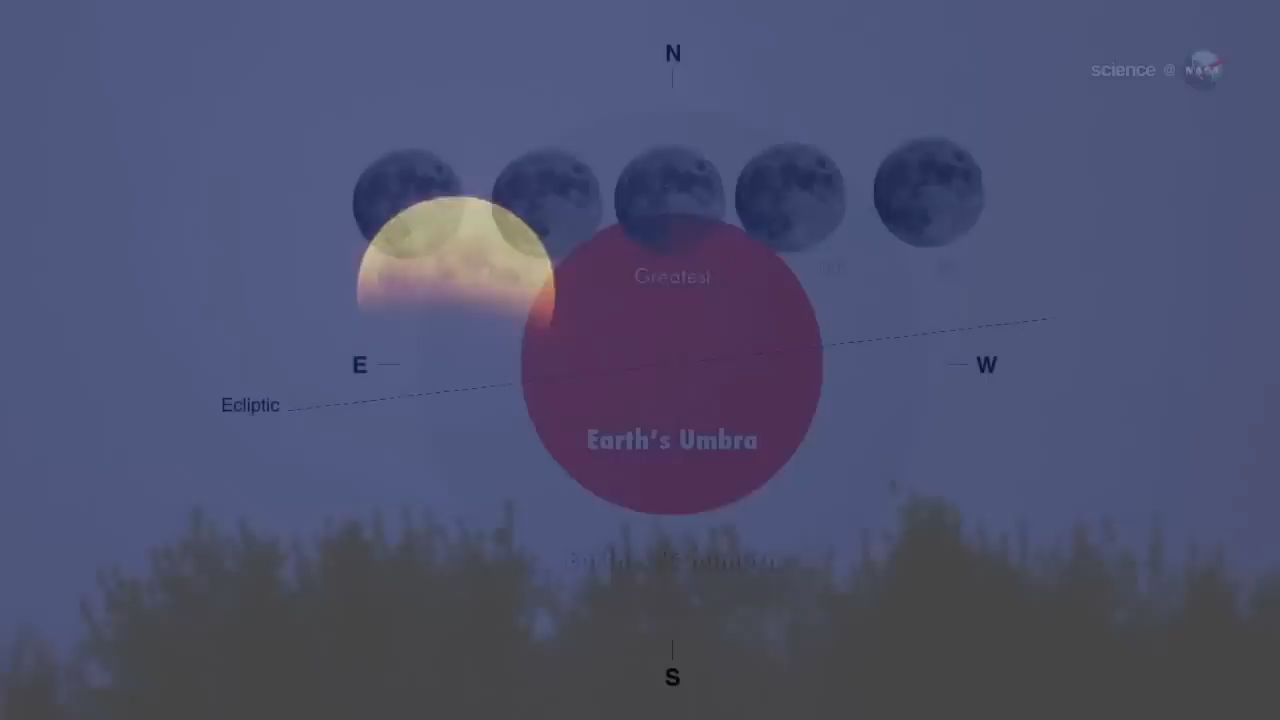 N
science @ NASA
Greatest
E
W
Ecliptic
Earth's Umbra
S